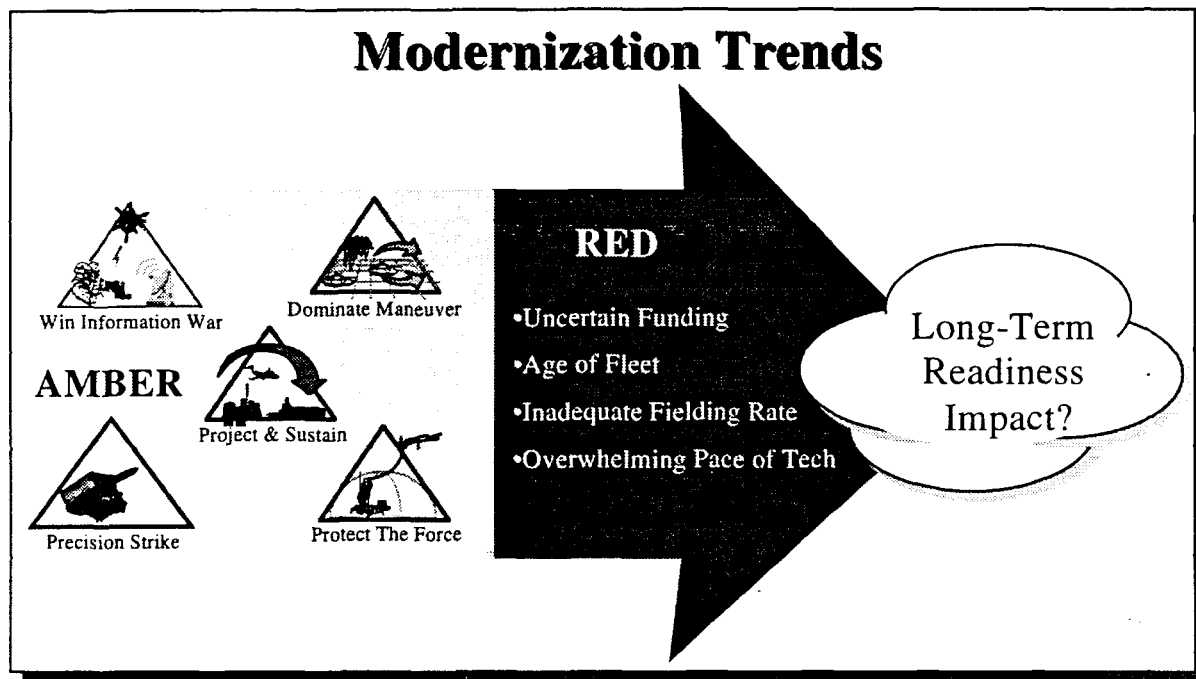 Modernization Trends
Win Information War
Dominate Maneuver
AMBER
Project & Sustain
Precision Strike
Protect The Force
RED
•Uncertain Funding
•Age of Fleet
•Inadequate Fielding Rate
•Overwhelming Pace of Tech
Long-Term
Readiness
Impact?